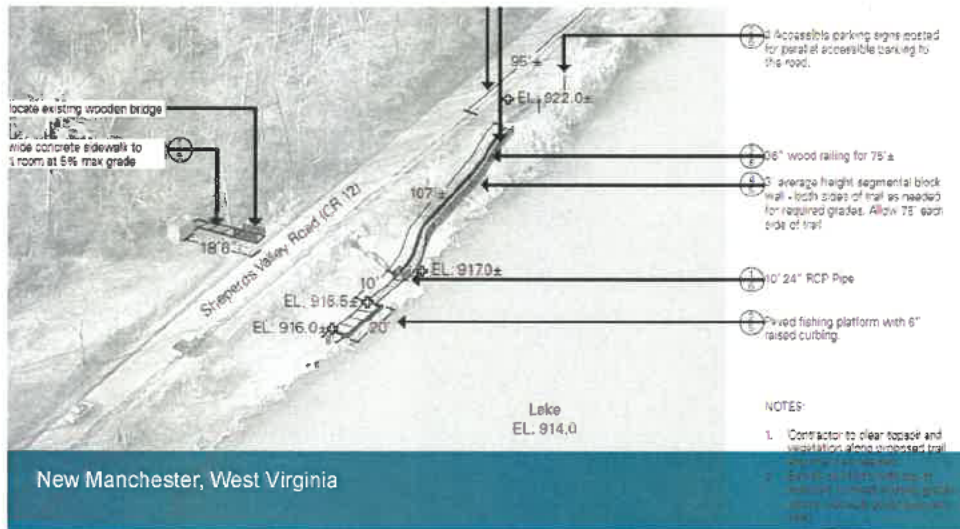 locate existing wooden bridge
wide concrete sidewalk to
room at 5% max grade
18'6"
Sheperds Valley Road (CR 12)
95'±
EL: 922.0±
107'
EL: 917.0±
10'
EL: 916.5±
EL: 916.0±
20'
Lake
EL: 914.0
2 Accessible parking signs posted
for parallel accessible parking to
the road.
36" wood railing for 75'±
3' average height segmental block
wall - both sides of trail as needed
for required grades. Allow 75' each
side of trail
10' 24" RCP Pipe
Paved fishing platform with 6"
raised curbing.
NOTES:
1. Contractor to clear topsoil and
vegetation along proposed trail
2.
New Manchester, West Virginia